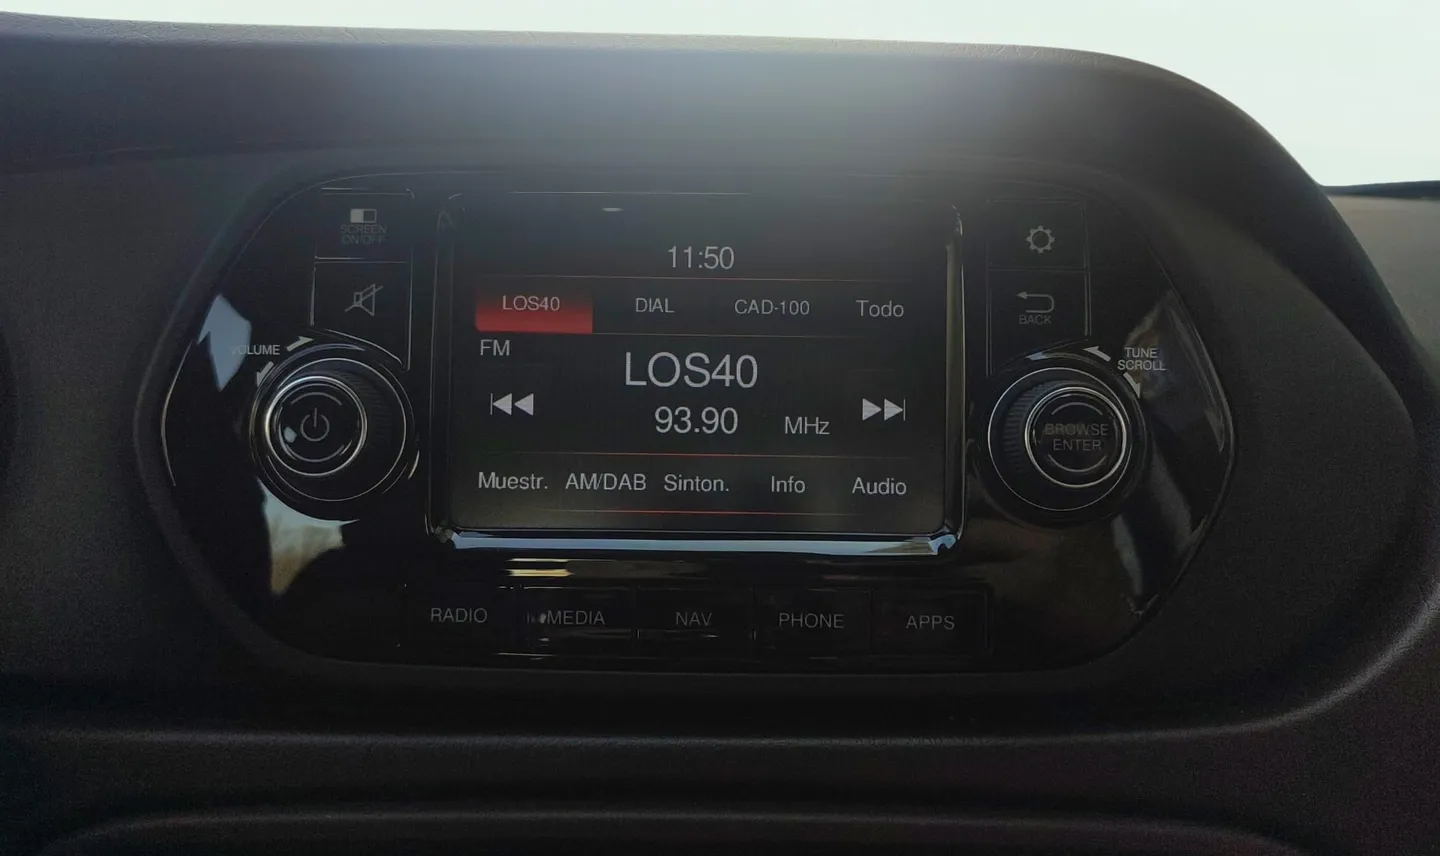 SCREEN
ON/OFF
11:50
LOS40 DIAL CAD-100 Todo
BACK
VOLUME
FM
TUNE
SCROLL
LOS40
93.90 MHz
BROWSE
ENTER
Muestr. AM/DAB Sinton. Info Audio
RADIO MEDIA NAV PHONE APPS